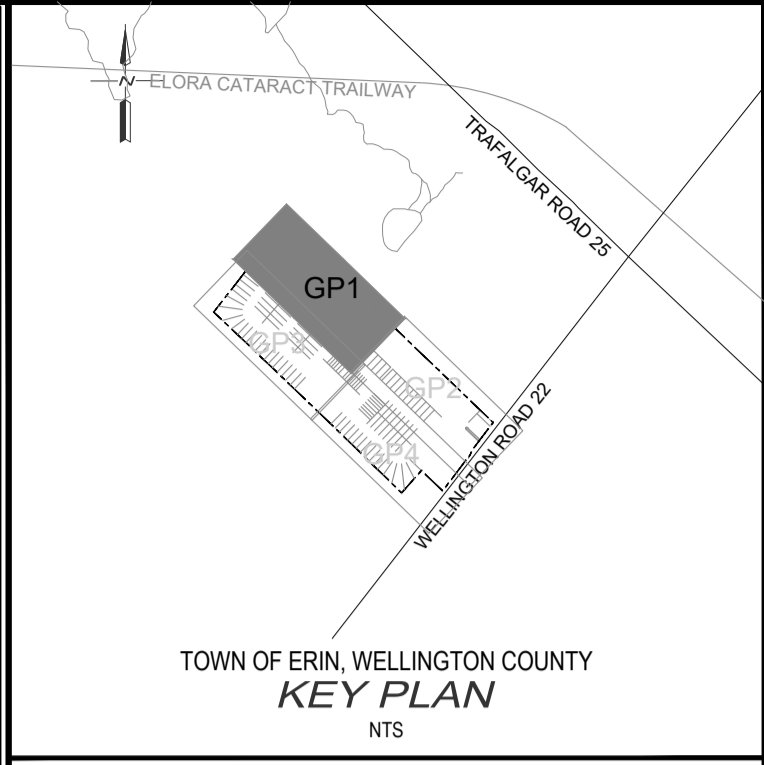 N
ELORA CATARACT TRAILWAY
TRAFALGAR ROAD 25
GP1
GP3
GP2
GP4
WELLINGTON ROAD 22
TOWN OF ERIN, WELLINGTON COUNTY
KEY PLAN
NTS